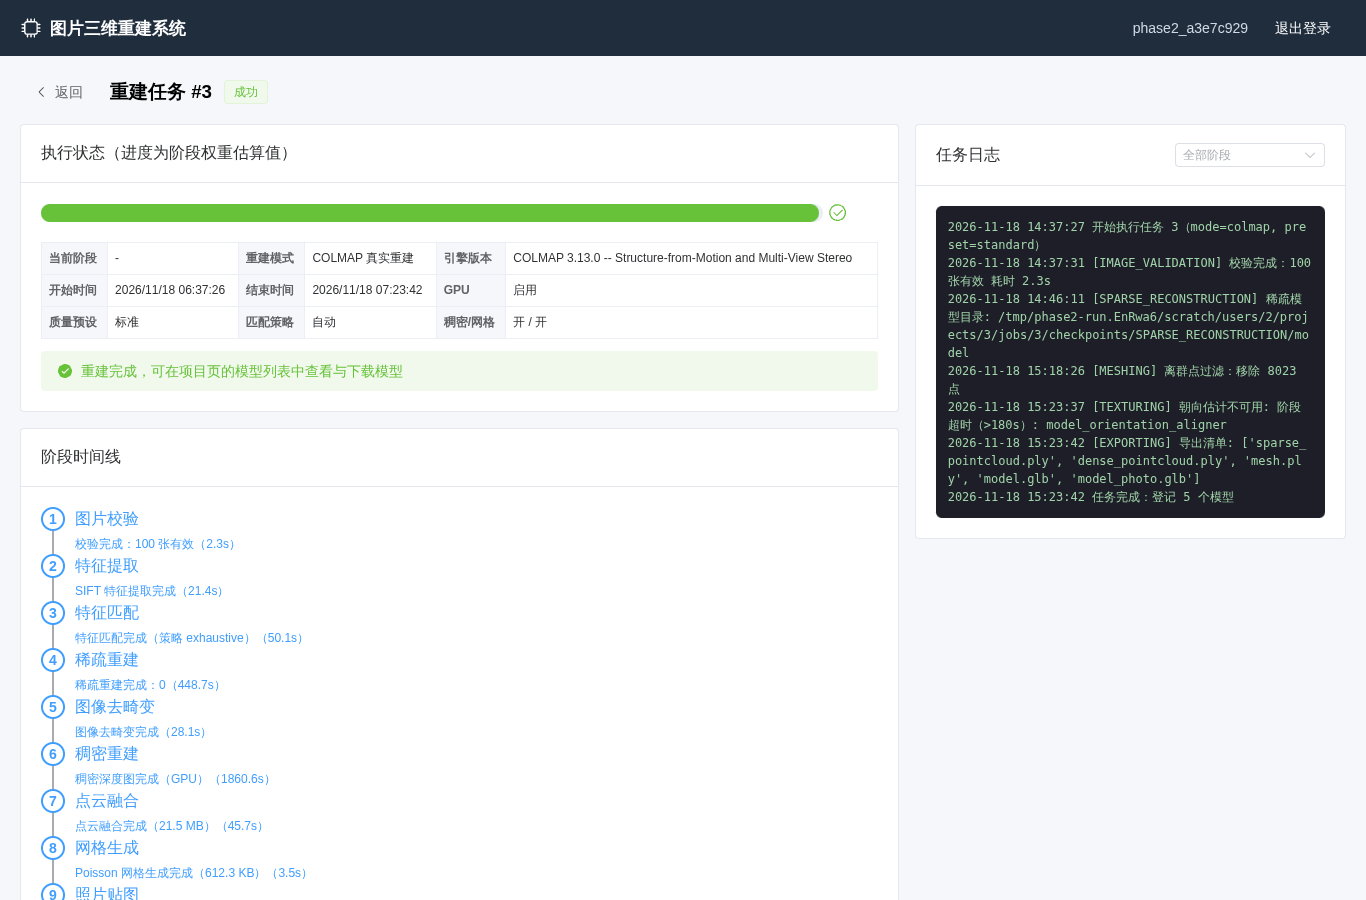 图片三维重建系统
phase2_a3e7c929 退出登录
返回 重建任务 #3 成功
执行状态（进度为阶段权重估算值）
当前阶段 - 重建模式 COLMAP 真实重建 引擎版本 COLMAP 3.13.0 -- Structure-from-Motion and Multi-View Stereo
开始时间 2026/11/18 06:37:26 结束时间 2026/11/18 07:23:42 GPU 启用
质量预设 标准 匹配策略 自动 稠密/网格 开 / 开
重建完成，可在项目页的模型列表中查看与下载模型
阶段时间线
1 图片校验
校验完成：100 张有效（2.3s）
2 特征提取
SIFT 特征提取完成（21.4s）
3 特征匹配
特征匹配完成（策略 exhaustive）（50.1s）
4 稀疏重建
稀疏重建完成：0（448.7s）
5 图像去畸变
图像去畸变完成（28.1s）
6 稠密重建
稠密深度图完成（GPU）（1860.6s）
7 点云融合
点云融合完成（21.5 MB）（45.7s）
8 网格生成
Poisson 网格生成完成（612.3 KB）（3.5s）
9 照片贴图
任务日志 全部阶段
2026-11-18 14:37:27 开始执行任务 3（mode=colmap, pre
set=standard）
2026-11-18 14:37:31 [IMAGE_VALIDATION] 校验完成：100
张有效 耗时 2.3s
2026-11-18 14:46:11 [SPARSE_RECONSTRUCTION] 稀疏模
型目录: /tmp/phase2-run.EnRwa6/scratch/users/2/proj
ects/3/jobs/3/checkpoints/SPARSE_RECONSTRUCTION/mo
del
2026-11-18 15:18:26 [MESHING] 离群点过滤：移除 8023
点
2026-11-18 15:23:37 [TEXTURING] 朝向估计不可用: 阶段
超时（>180s）: model_orientation_aligner
2026-11-18 15:23:42 [EXPORTING] 导出清单: ['sparse_
pointcloud.ply', 'dense_pointcloud.ply', 'mesh.pl
y', 'model.glb', 'model_photo.glb']
2026-11-18 15:23:42 任务完成：登记 5 个模型